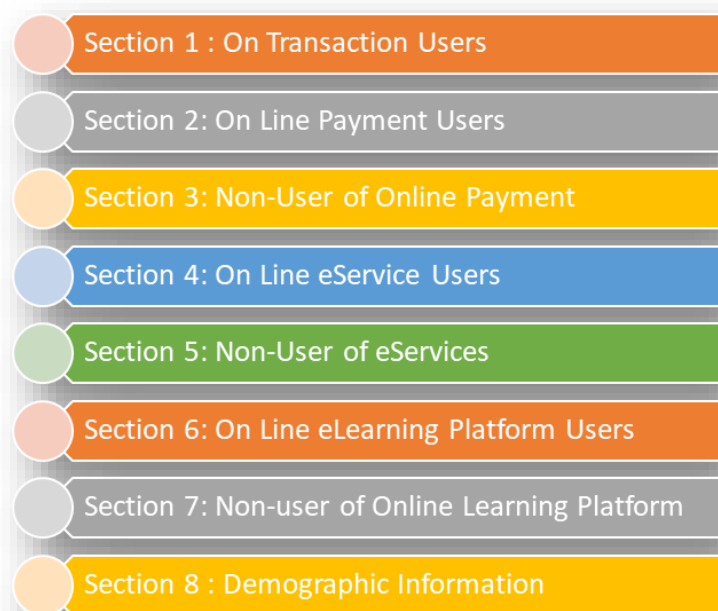 Section 1 : On Transaction Users
Section 2: On Line Payment Users
Section 3: Non-User of Online Payment
Section 4: On Line eService Users
Section 5: Non-User of eServices
Section 6: On Line eLearning Platform Users
Section 7: Non-user of Online Learning Platform
Section 8 : Demographic Information